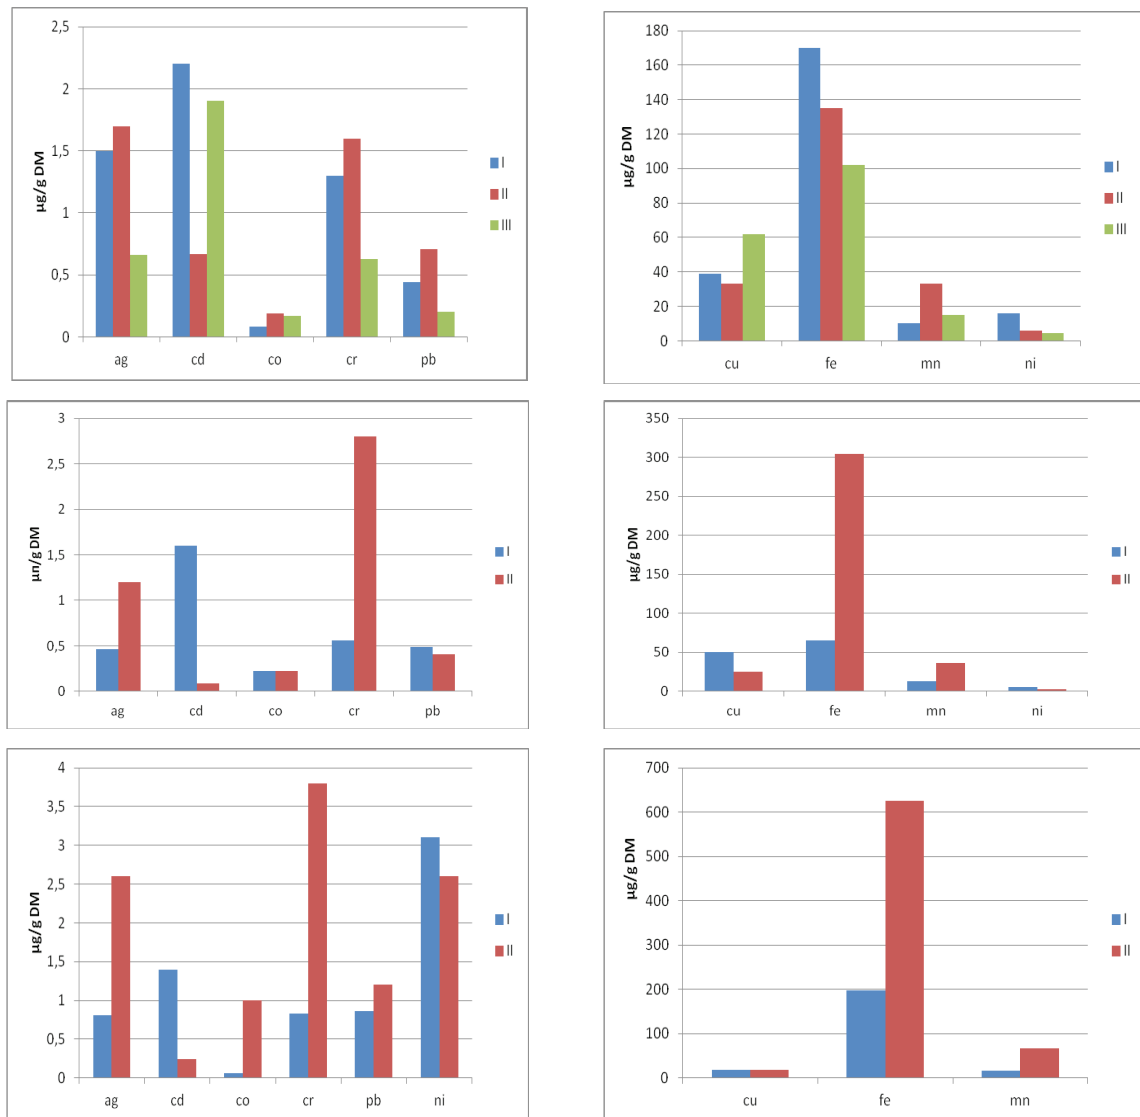 2,5
2
1,5
1
0,5
0
µg/g DM
ag cd co cr pb
I
II
III
180
160
140
120
100
80
60
40
20
0
µg/g DM
cu fe mn ni
I
II
III
3
2,5
2
1,5
1
0,5
0
µn/g DM
ag cd co cr pb
I
II
350
300
250
200
150
100
50
0
µg/g DM
cu fe mn ni
I
II
4
3,5
3
2,5
2
1,5
1
0,5
0
µg/g DM
ag cd co cr pb ni
I
II
700
600
500
400
300
200
100
0
µg/g DM
cu fe mn
I
II